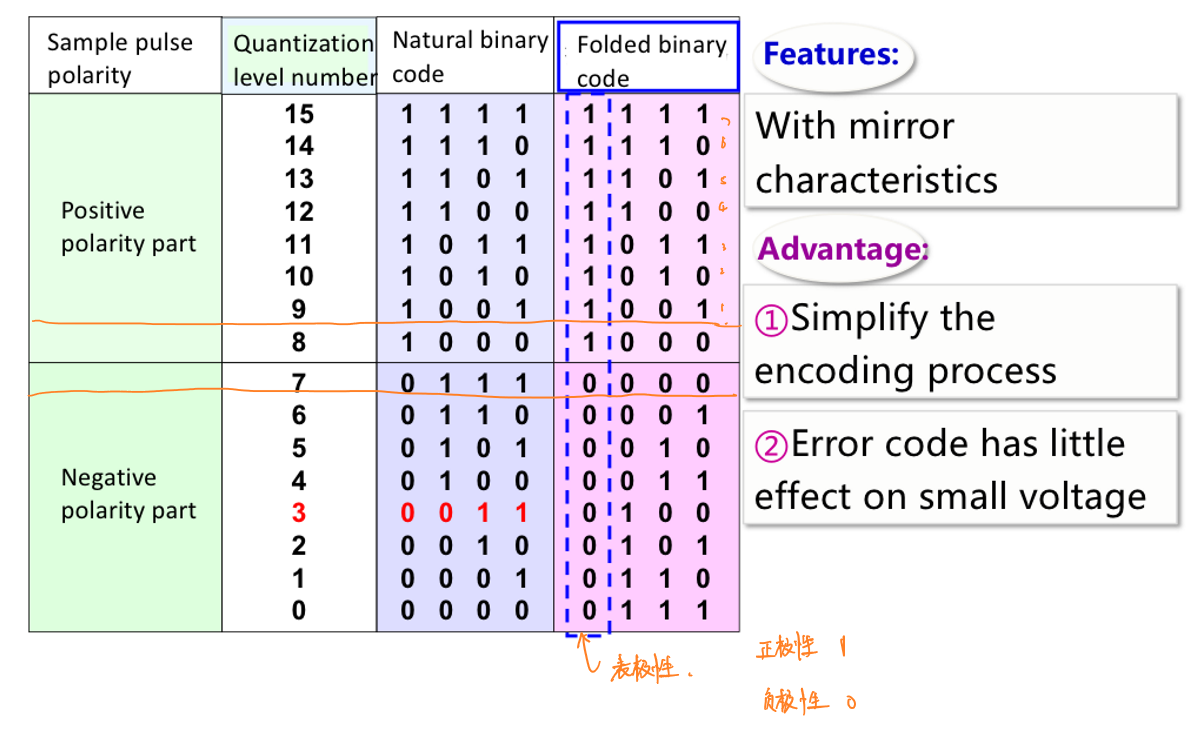 Sample pulse polarity
Quantization level number
Natural binary code
Folded binary code
Positive polarity part
15 1 1 1 1 1 1 1 1
14 1 1 1 0 1 1 1 0
13 1 1 0 1 1 1 0 1
12 1 1 0 0 1 1 0 0
11 1 0 1 1 1 0 1 1
10 1 0 1 0 1 0 1 0
9 1 0 0 1 1 0 0 1
8 1 0 0 0 1 0 0 0
Negative polarity part
7 0 1 1 1 0 0 0 0
6 0 1 1 0 0 0 0 1
5 0 1 0 1 0 0 1 0
4 0 1 0 0 0 0 1 1
3 0 0 1 1 0 1 0 0
2 0 0 1 0 0 1 0 1
1 0 0 0 1 0 1 1 0
0 0 0 0 0 0 1 1 1
表极性.
Features:
With mirror
characteristics
Advantage:
①Simplify the
encoding process
②Error code has little
effect on small voltage
正极性 1
负极性 0